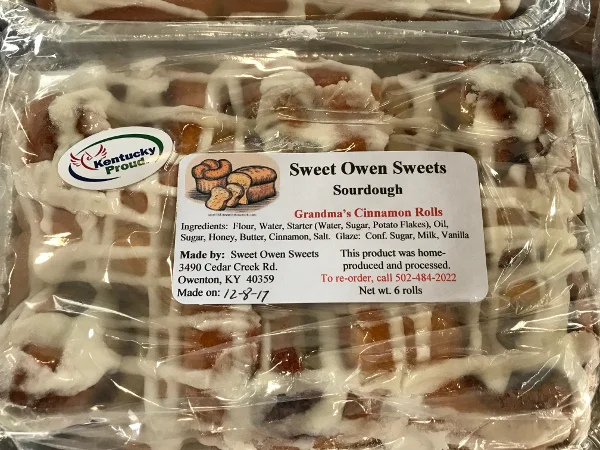 Kentucky
Proud
Sweet Owen Sweets
Sourdough
Grandma's Cinnamon Rolls
Ingredients: Flour, Water, Starter (Water, Sugar, Potato Flakes), Oil,
Sugar, Honey, Butter, Cinnamon, Salt. Glaze: Conf. Sugar, Milk, Vanilla
Made by: Sweet Owen Sweets
3490 Cedar Creek Rd.
Owenton, KY 40359
Made on: 12-8-17
This product was home-
produced and processed.
To re-order, call 502-484-2022
Net wt. 6 rolls